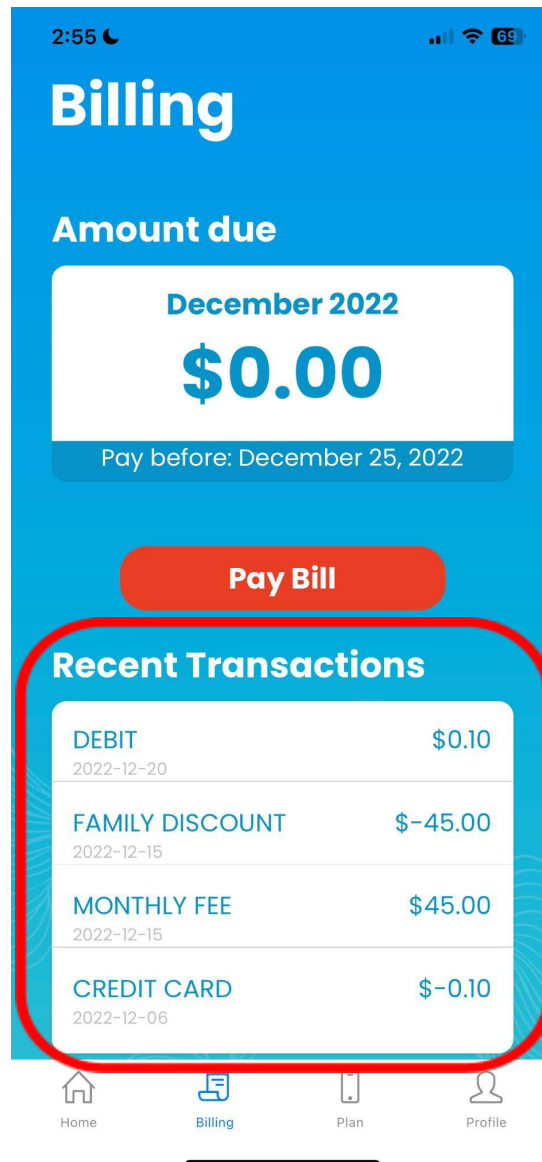 2:55
69
Billing
Amount due
December 2022
$0.00
Pay before: December 25, 2022
Pay Bill
Recent Transactions
DEBIT $0.10
2022-12-20
FAMILY DISCOUNT $-45.00
2022-12-15
MONTHLY FEE $45.00
2022-12-15
CREDIT CARD $-0.10
2022-12-06
Home Billing Plan Profile